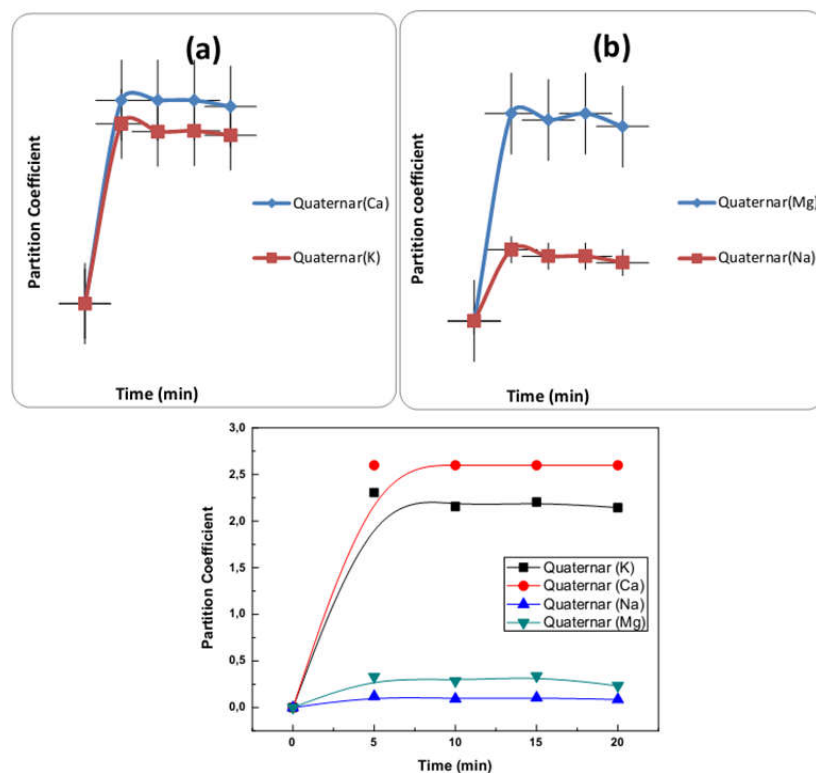 (a)
Partition Coefficient
Quaternar(Ca)
Quaternar(K)
Time (min)
(b)
Partition coefficient
Quaternar(Mg)
Quaternar(Na)
Time (min)
Partition Coefficient
3,0
2,5
2,0
1,5
1,0
0,5
0,0
Quaternar (K)
Quaternar (Ca)
Quaternar (Na)
Quaternar (Mg)
0 5 10 15 20
Time (min)